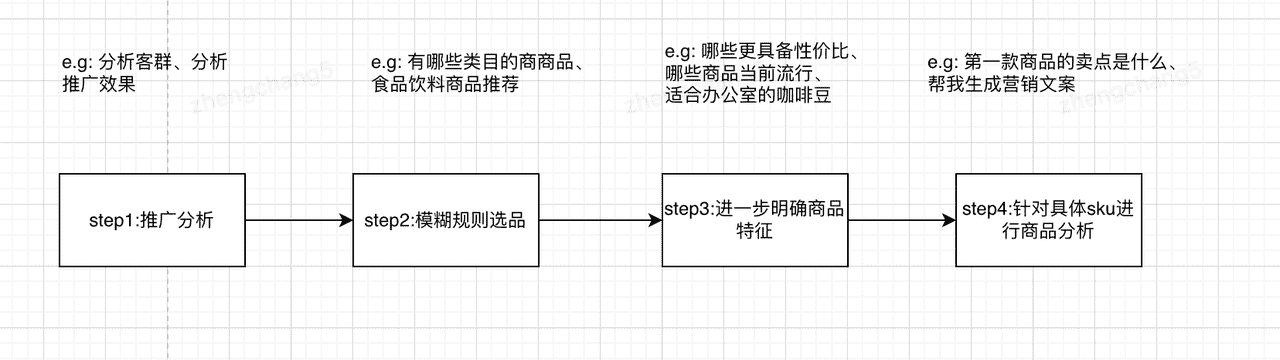 e.g: 分析客群、分析
推广效果
e.g: 有哪些类目的商商品、
食品饮料商品推荐
e.g: 哪些更具备性价比、
哪些商品当前流行、
适合办公室的咖啡豆
e.g: 第一款商品的卖点是什么、
帮我生成营销文案
zhengchang5
zhengchang5
zhengchang5
step1:推广分析
step2:模糊规则选品
step3:进一步明确商品
特征
step4:针对具体sku进
行商品分析